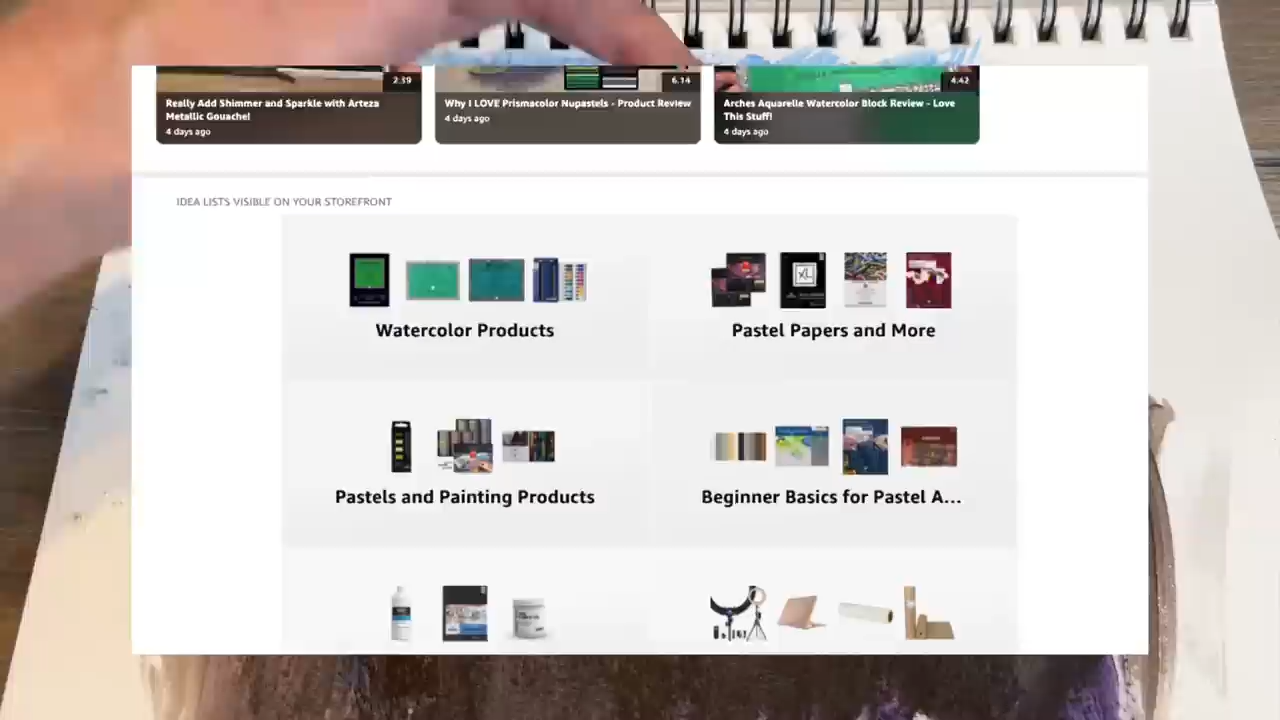 2:39
6:14
4:42
Really Add Shimmer and Sparkle with Arteza
Metallic Gouache!
4 days ago
Why I LOVE Prismacolor Nupastels - Product Review
4 days ago
Arches Aquarelle Watercolor Block Review - Love
This Stuff!
4 days ago
IDEA LISTS VISIBLE ON YOUR STOREFRONT
Watercolor Products
Pastel Papers and More
XL
Pastels and Painting Products
Beginner Basics for Pastel A...